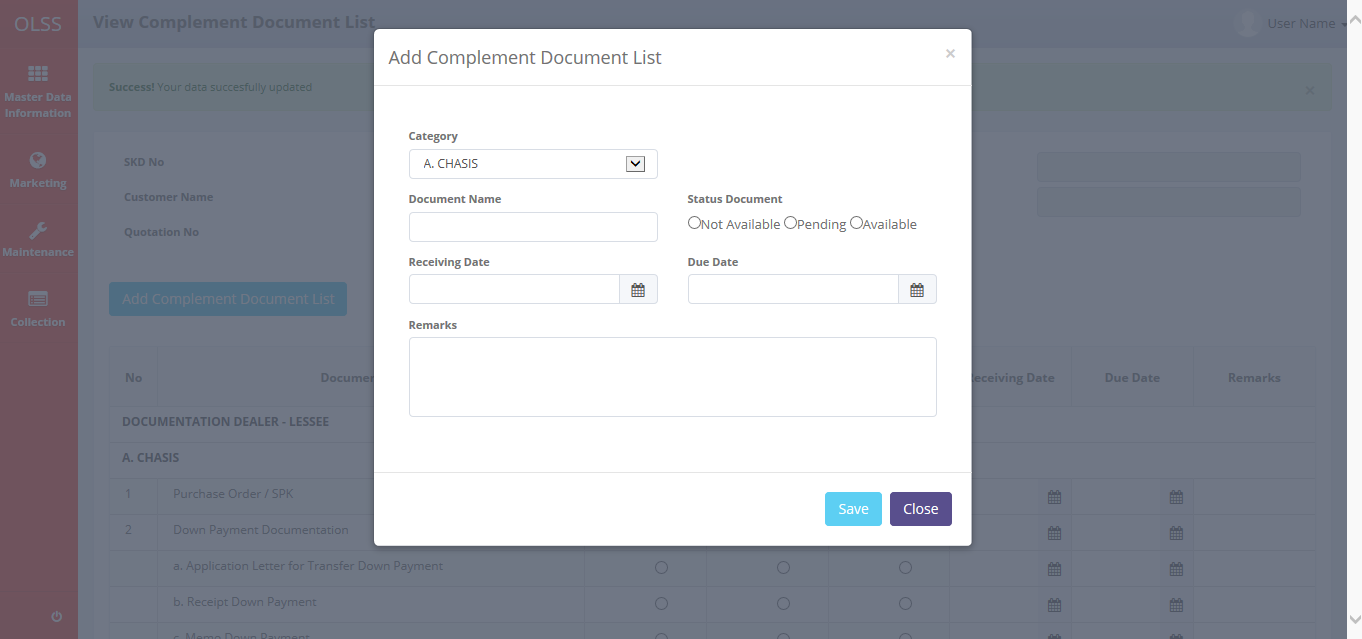 OLSS
View Complement Document List
User Name
Master Data
Information
Marketing
Maintenance
Collection
Success! Your data succesfully updated
×
SKD No
Customer Name
Quotation No
Add Complement Document List
Add Complement Document List
×
Category
A. CHASIS
Document Name
Status Document
Not Available Pending Available
Receiving Date
Due Date
Remarks
Save
Close
No
Due Date
Remarks
DOCUMENTATION DEALER - LESSEE
A. CHASIS
1 Purchase Order / SPK
2 Down Payment Documentation
a. Application Letter for Transfer Down Payment
b. Receipt Down Payment
c. Memo Down Payment